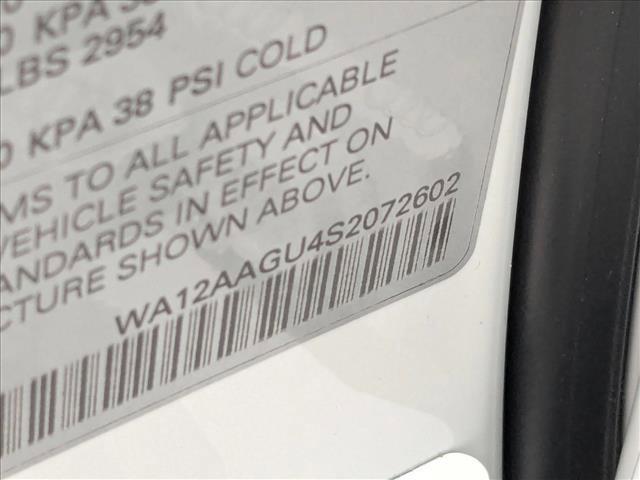 KPA 38
LBS 2954
KPA 38 PSI COLD
MS TO ALL APPLICABLE
VEHICLE SAFETY AND
ANDARDS IN EFFECT ON
CTURE SHOWN ABOVE.
WA12AAGU4S2072602